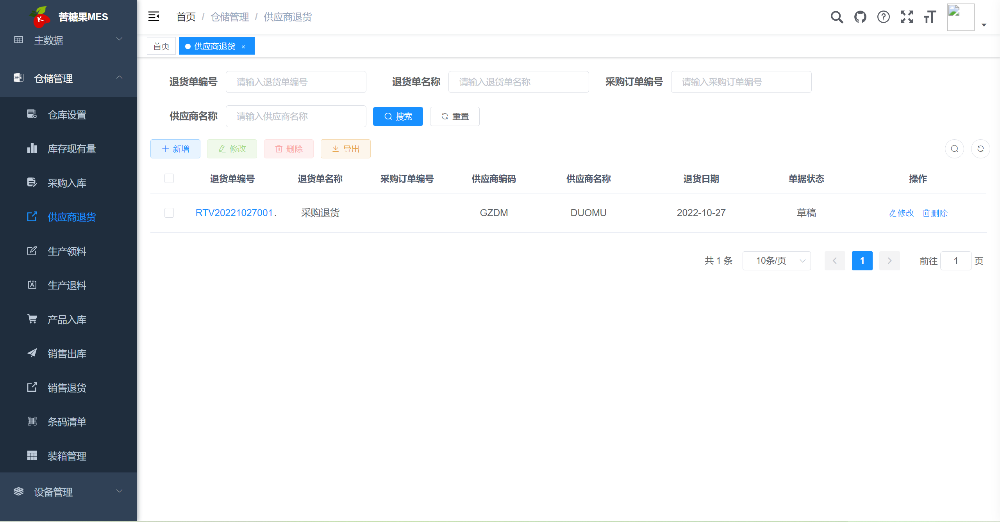 苦糖果MES
主数据
仓储管理
仓库设置
库存现有量
采购入库
供应商退货
生产领料
生产退料
产品入库
销售出库
销售退货
条码清单
装箱管理
设备管理
首页 / 仓储管理 / 供应商退货
首页 供应商退货 ×
退货单编号 请输入退货单编号 退货单名称 请输入退货单名称 采购订单编号 请输入采购订单编号
供应商名称 请输入供应商名称 搜索 重置
新增 修改 删除 导出
退货单编号 退货单名称 采购订单编号 供应商编码 供应商名称 退货日期 单据状态 操作
RTV20221027001. 采购退货 GZDM DUOMU 2022-10-27 草稿 修改 删除
共 1 条 10条/页 1 前往 1 页